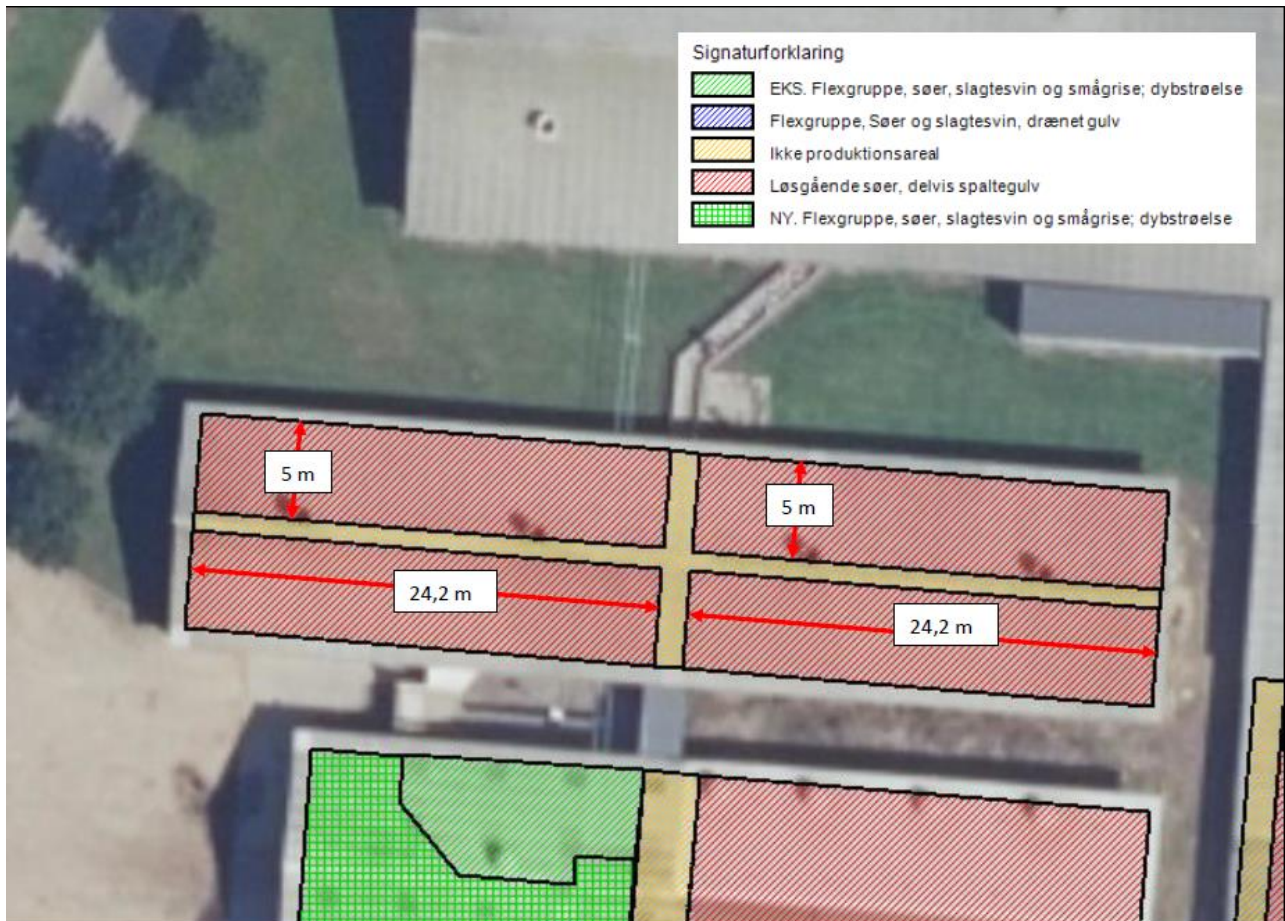 Signaturforklaring
EKS. Flexgruppe, søer, slagtesvin og smågrise; dybstrøelse
Flexgruppe, Søer og slagtesvin, drænet gulv
Ikke produktionsareal
Løsgående søer, delvis spaltegulv
NY. Flexgruppe, søer, slagtesvin og smågrise; dybstrøelse
5 m
5 m
24,2 m
24,2 m